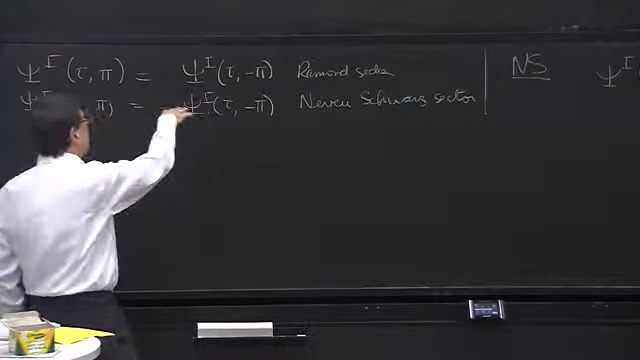 Ψ^I (τ, π) = Ψ^I (τ, -π) Ramond sector
π) = - Ψ^I (τ, -π) Neveu Schwarz sector
NS
Ψ^I